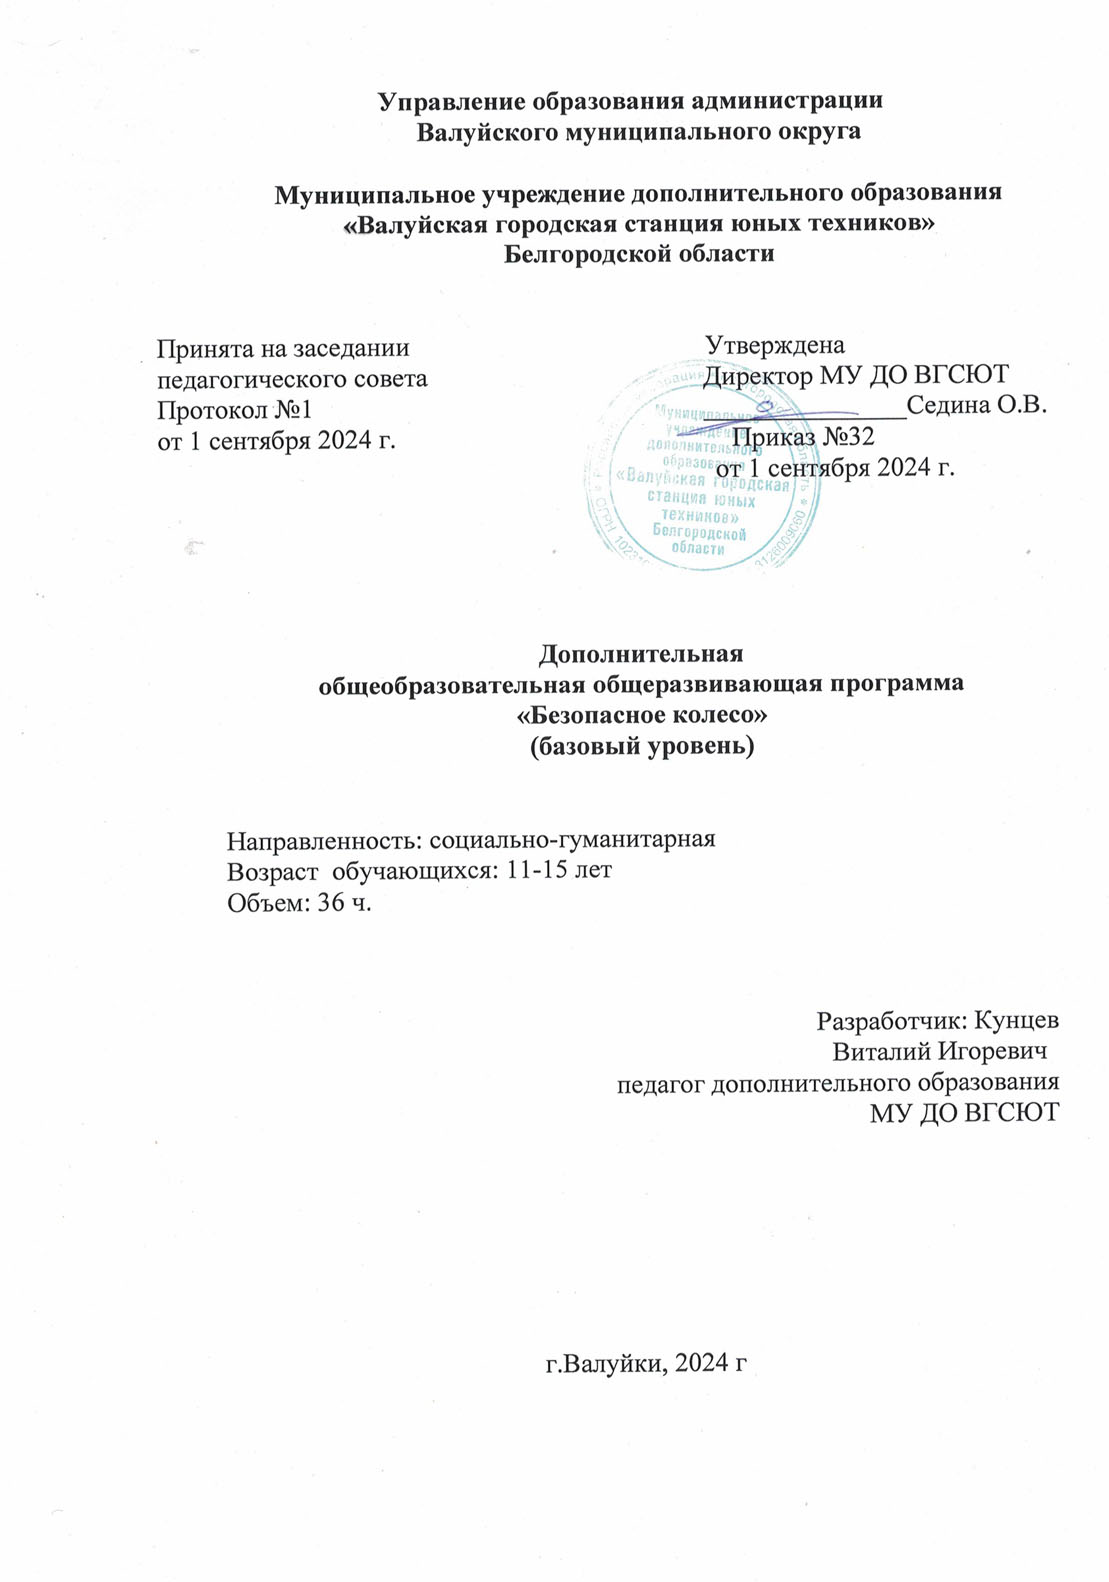 Управление образования администрации
Валуйского муниципального округа
Муниципальное учреждение дополнительного образования
«Валуйская городская станция юных техников»
Белгородской области
Принята на заседании
педагогического совета
Протокол №1
от 1 сентября 2024 г.
Утверждена
Директор МУ ДО ВГСЮТ
_______________Седина О.В.
Приказ №32
от 1 сентября 2024 г.
Муниципальное
учреждение
дополнительного
образования
«Валуйская городская
станция юных
техников»
Белгородской
области
Дополнительная
общеобразовательная общеразвивающая программа
«Безопасное колесо»
(базовый уровень)
Направленность: социально-гуманитарная
Возраст  обучающихся: 11-15 лет
Объем: 36 ч.
Разработчик: Кунцев
Виталий Игоревич
педагог дополнительного образования
МУ ДО ВГСЮТ
г.Валуйки, 2024 г